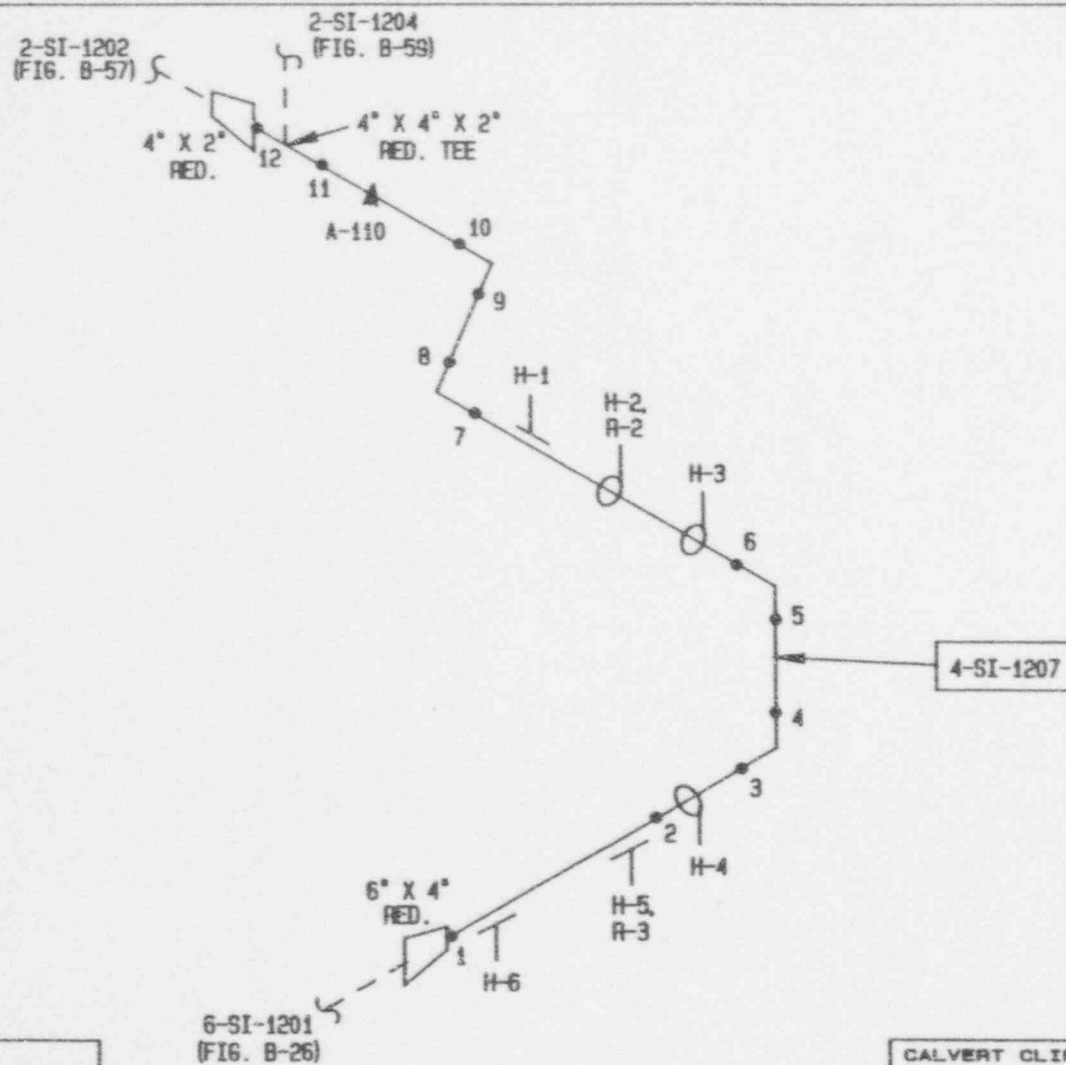 2-SI-1204
(FIG. B-59)
2-SI-1202
(FIG. B-57)
4" X 2"
RED.
12
4" X 4" X 2"
RED. TEE
11
A-110
10
9
8
7
H-1
H-2,
R-2
H-3
6
5
4-SI-1207
4
3
2
H-4
H-5,
R-3
6" X 4"
RED.
1
H-6
6-SI-1201
(FIG. B-26)